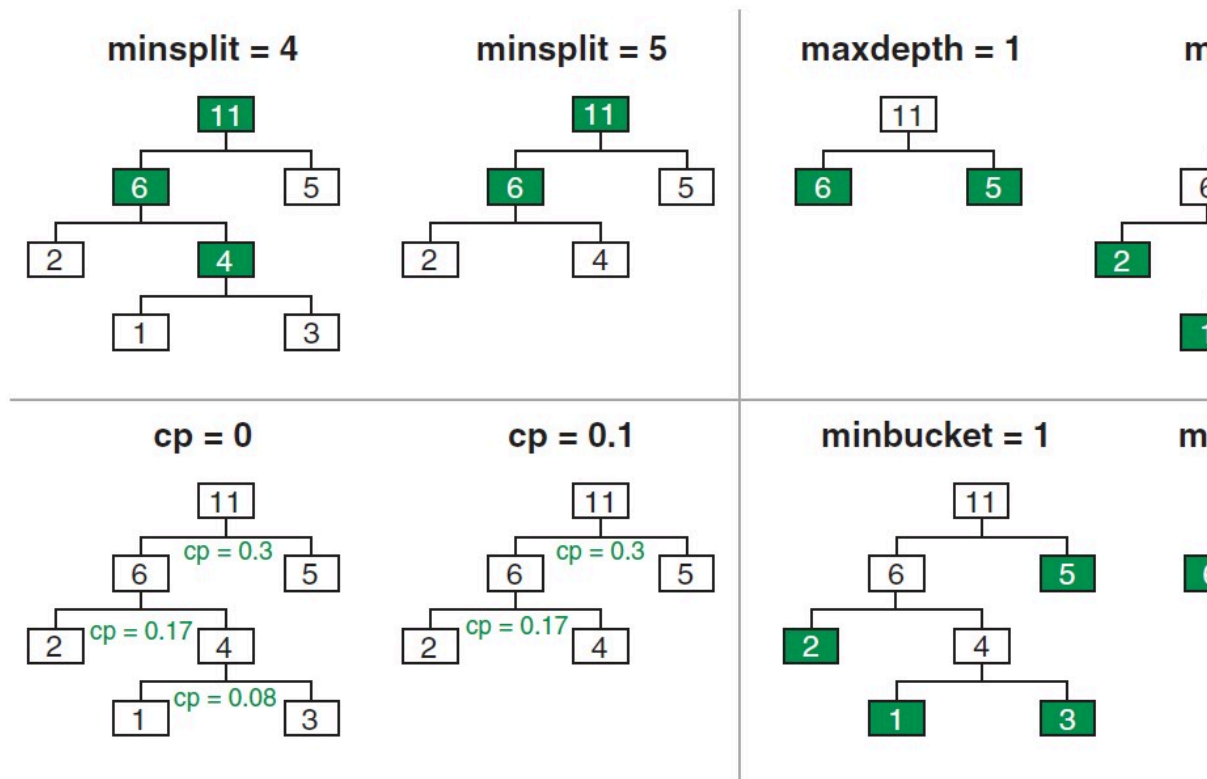 minsplit = 4
11
6
5
2
4
1
3
minsplit = 5
11
6
5
2
4
maxdepth = 1
11
6
5
m
6
2
1
cp = 0
11
cp = 0.3
6
5
cp = 0.17
2
4
cp = 0.08
1
3
cp = 0.1
11
cp = 0.3
6
5
cp = 0.17
2
4
minbucket = 1
11
6
5
2
4
1
3
m